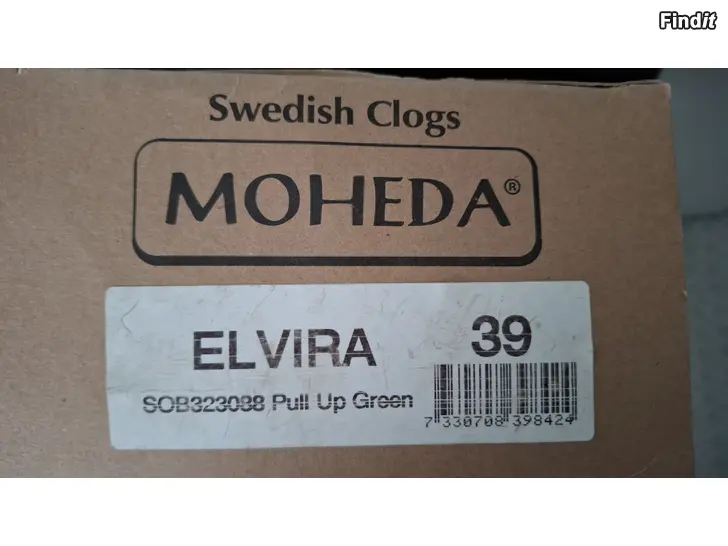 Findit
Swedish Clogs
MOHEDA®
ELVIRA 39
SOB323088 Pull Up Green
7 330708 398424